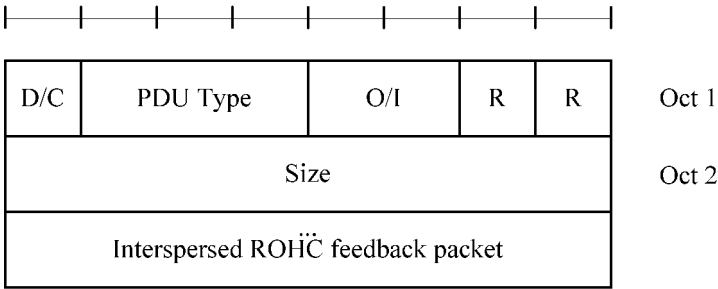 D/C PDU Type O/I R R Oct 1
Size Oct 2
...
Interspersed ROHC feedback packet